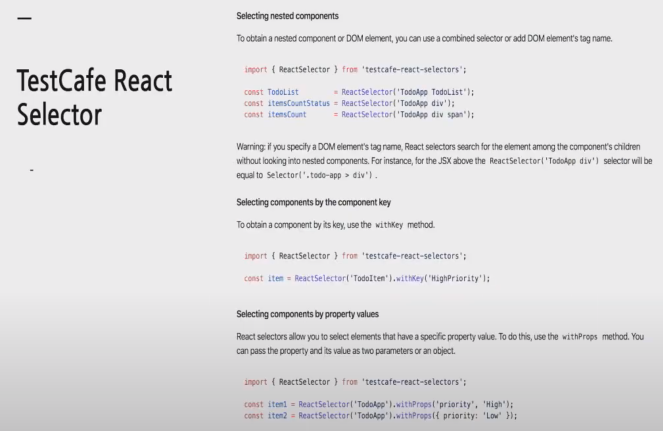 TestCafe React
Selector
Selecting nested components
To obtain a nested component or DOM element, you can use a combined selector or add DOM element's tag name.
import { ReactSelector } from 'testcafe-react-selectors';
const TodoList = ReactSelector('TodoApp TodoList');
const itemsCountStatus = ReactSelector('TodoApp div');
const itemsCount = ReactSelector('TodoApp div span');
Warning: if you specify a DOM element's tag name, React selectors search for the element among the component's children
without looking into nested components. For instance, for the JSX above the ReactSelector('TodoApp div') selector will be
equal to Selector('.todo-app > div') .
Selecting components by the component key
To obtain a component by its key, use the withKey method.
import { ReactSelector } from 'testcafe-react-selectors';
const item = ReactSelector('TodoItem').withKey('HighPriority');
Selecting components by property values
React selectors allow you to select elements that have a specific property value. To do this, use the withProps method. You
can pass the property and its value as two parameters or an object.
import { ReactSelector } from 'testcafe-react-selectors';
const item1 = ReactSelector('TodoApp').withProps('priority', 'High');
const item2 = ReactSelector('TodoApp').withProps({ priority: 'Low' });